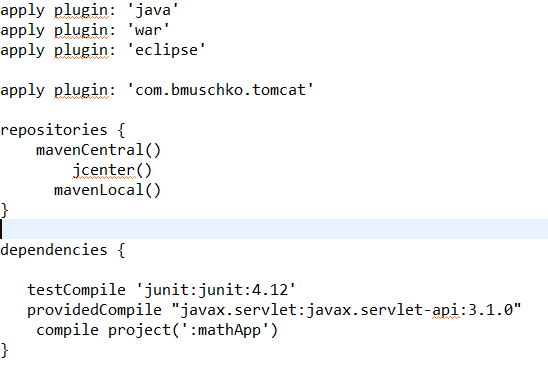 apply plugin: 'java'
apply plugin: 'war'
apply plugin: 'eclipse'
apply plugin: 'com.bmuschko.tomcat'
repositories {
    mavenCentral()
        jcenter()
      mavenLocal()
}
dependencies {
   testCompile 'junit:junit:4.12'
   providedCompile "javax.servlet:javax.servlet-api:3.1.0"
    compile project(':mathApp')
}